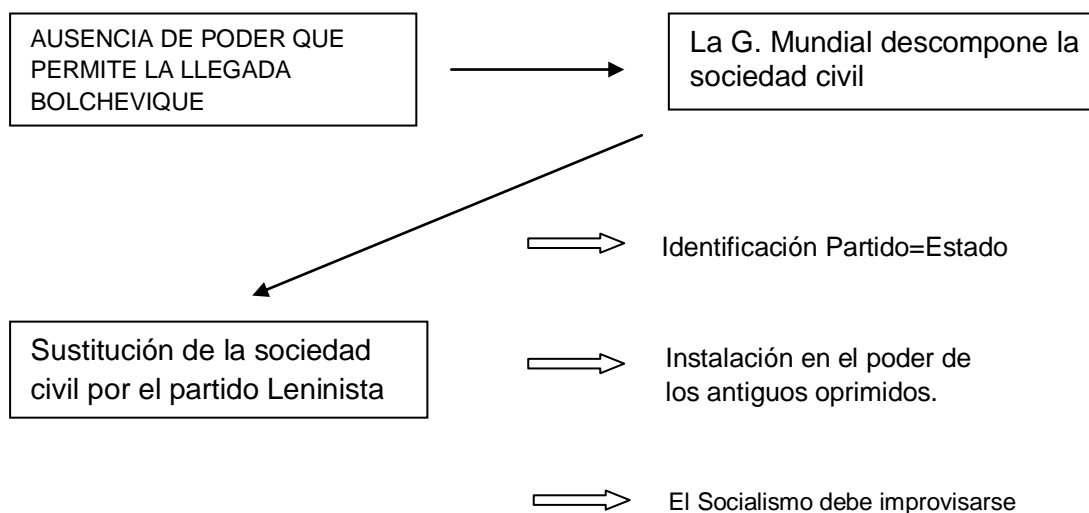 AUSENCIA DE PODER QUE
PERMITE LA LLEGADA
BOLCHEVIQUE
La G. Mundial descompone la
sociedad civil
Identificación Partido=Estado
Sustitución de la sociedad
civil por el partido Leninista
Instalación en el poder de
los antiguos oprimidos.
El Socialismo debe improvisarse